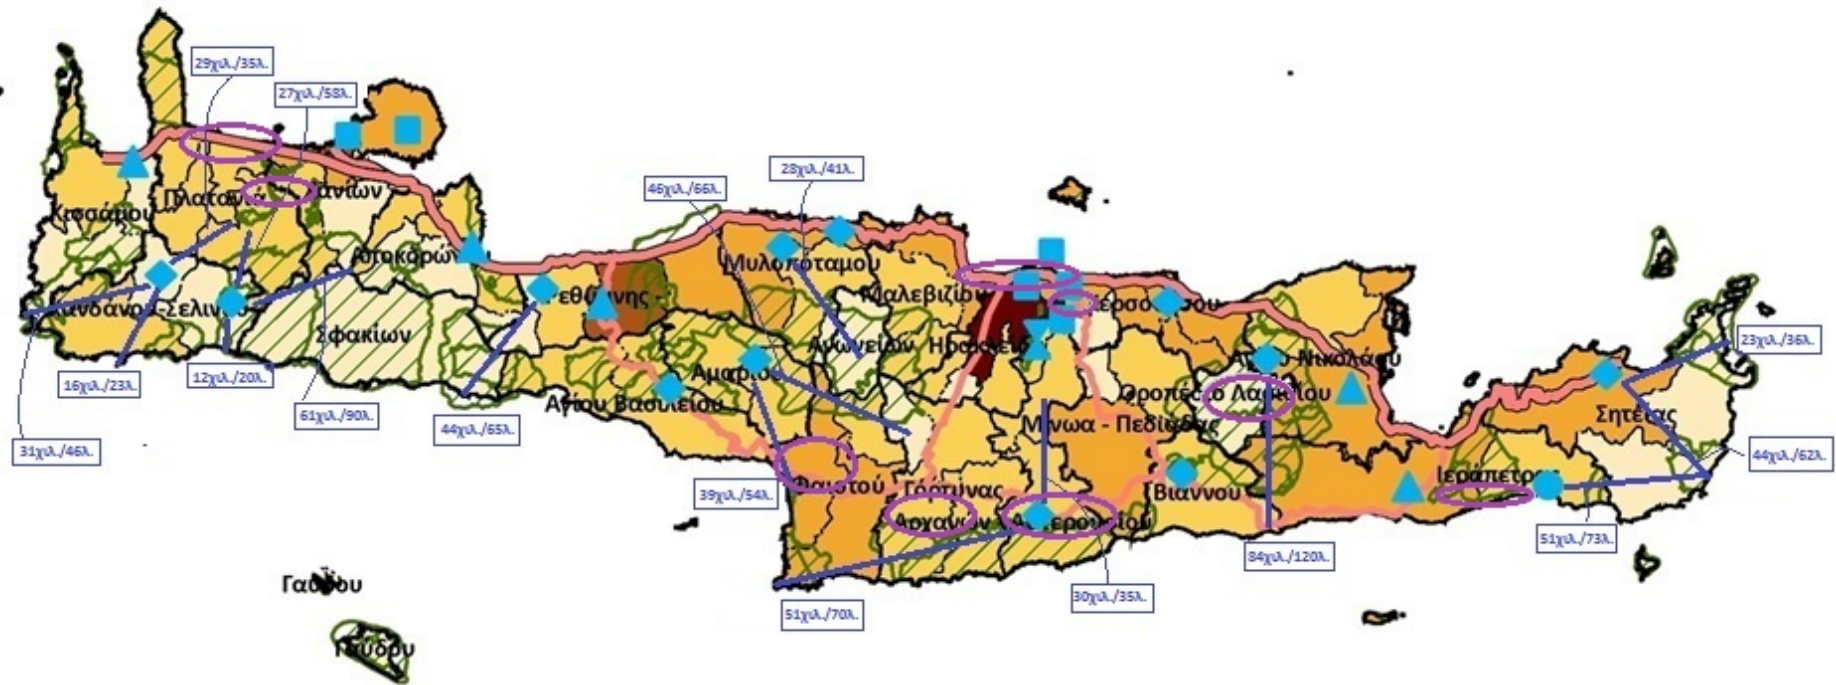 29χιλ./35λ.
27χιλ./58λ.
28χιλ./41λ.
46χιλ./66λ.
Κισσάμου
Πλατανιά
Χανίων
Αποκορώνου
Μυλοποτάμου
Μαλεβιζίου
Χερσονήσου
Ρεθύμνης -
Καντάνου-Σελίνου
Σφακίων
Ανωγείων
Ηρακλείου
Αγίου Νικολάου
23χιλ./36λ.
16χιλ./23λ.
12χιλ./20λ.
Αμαρίου
Οροπέδιο Λασιθίου
61χιλ./90λ.
Αγίου Βασιλείου
Μινωα - Πεδιάδας
Σητείας
31χιλ./46λ.
44χιλ./65λ.
44χιλ./62λ.
39χιλ./54λ.
Φαιστού
Γόρτυνας
Βιάννου
Ιεράπετρας
Αρχανών - Αστερουσίου
84χιλ./120λ.
51χιλ./73λ.
Γαύδου
51χιλ./70λ.
30χιλ./35λ.
Γαύδου